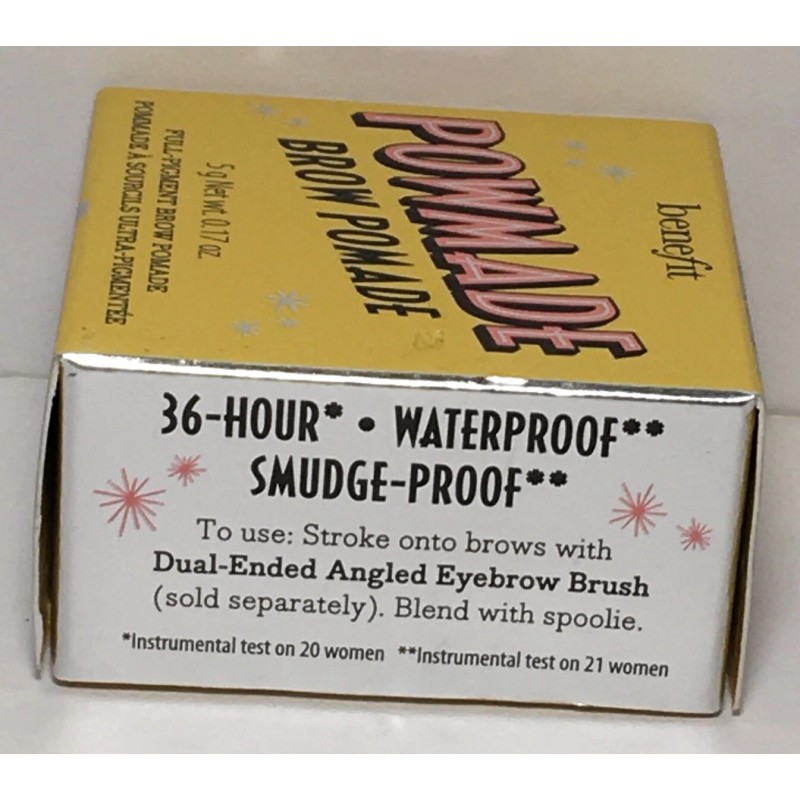 benefit
POWMADE
BROW POMADE
5 g Net wt. 0.17 oz
FULL-PIGMENT BROW POMADE
POMMADE À SOURCILS ULTRA-PIGMENTÉE
36-HOUR* • WATERPROOF**
SMUDGE-PROOF**
To use: Stroke onto brows with
Dual-Ended Angled Eyebrow Brush
(sold separately). Blend with spoolie.
*Instrumental test on 20 women **Instrumental test on 21 women